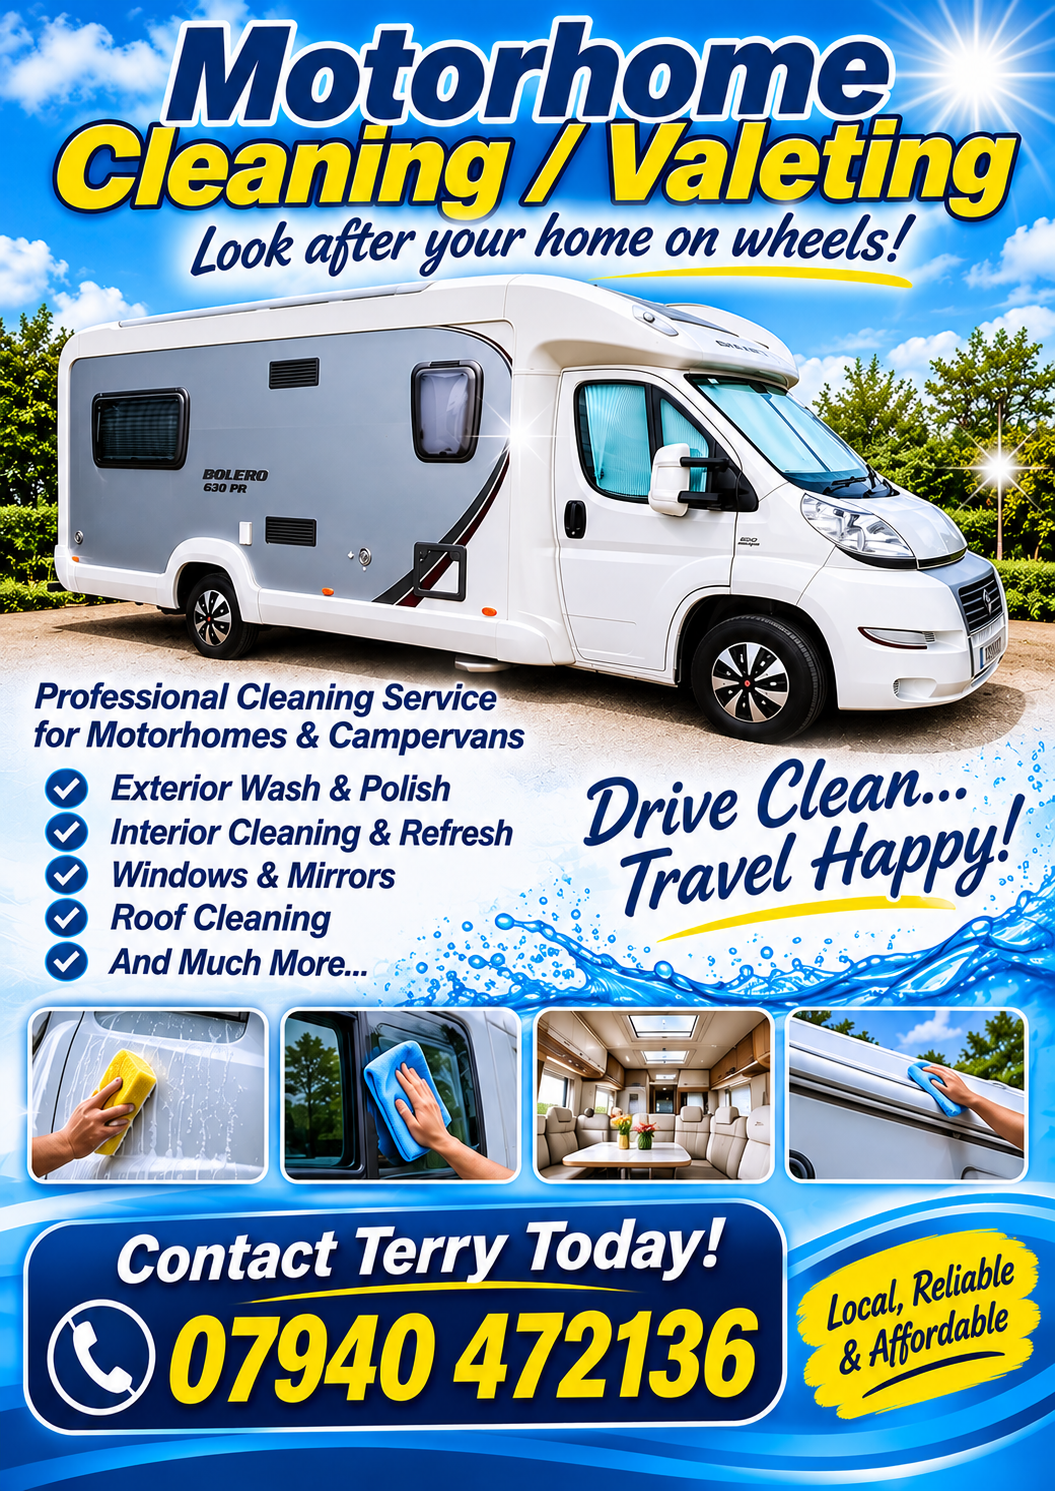 Motorhome
Cleaning / Valeting
Look after your home on wheels!
BOLERO
630 PR
Professional Cleaning Service
for Motorhomes & Campervans
Exterior Wash & Polish
Interior Cleaning & Refresh
Windows & Mirrors
Roof Cleaning
And Much More...
Drive Clean...
Travel Happy!
Contact Terry Today!
07940 472136
Local, Reliable
& Affordable